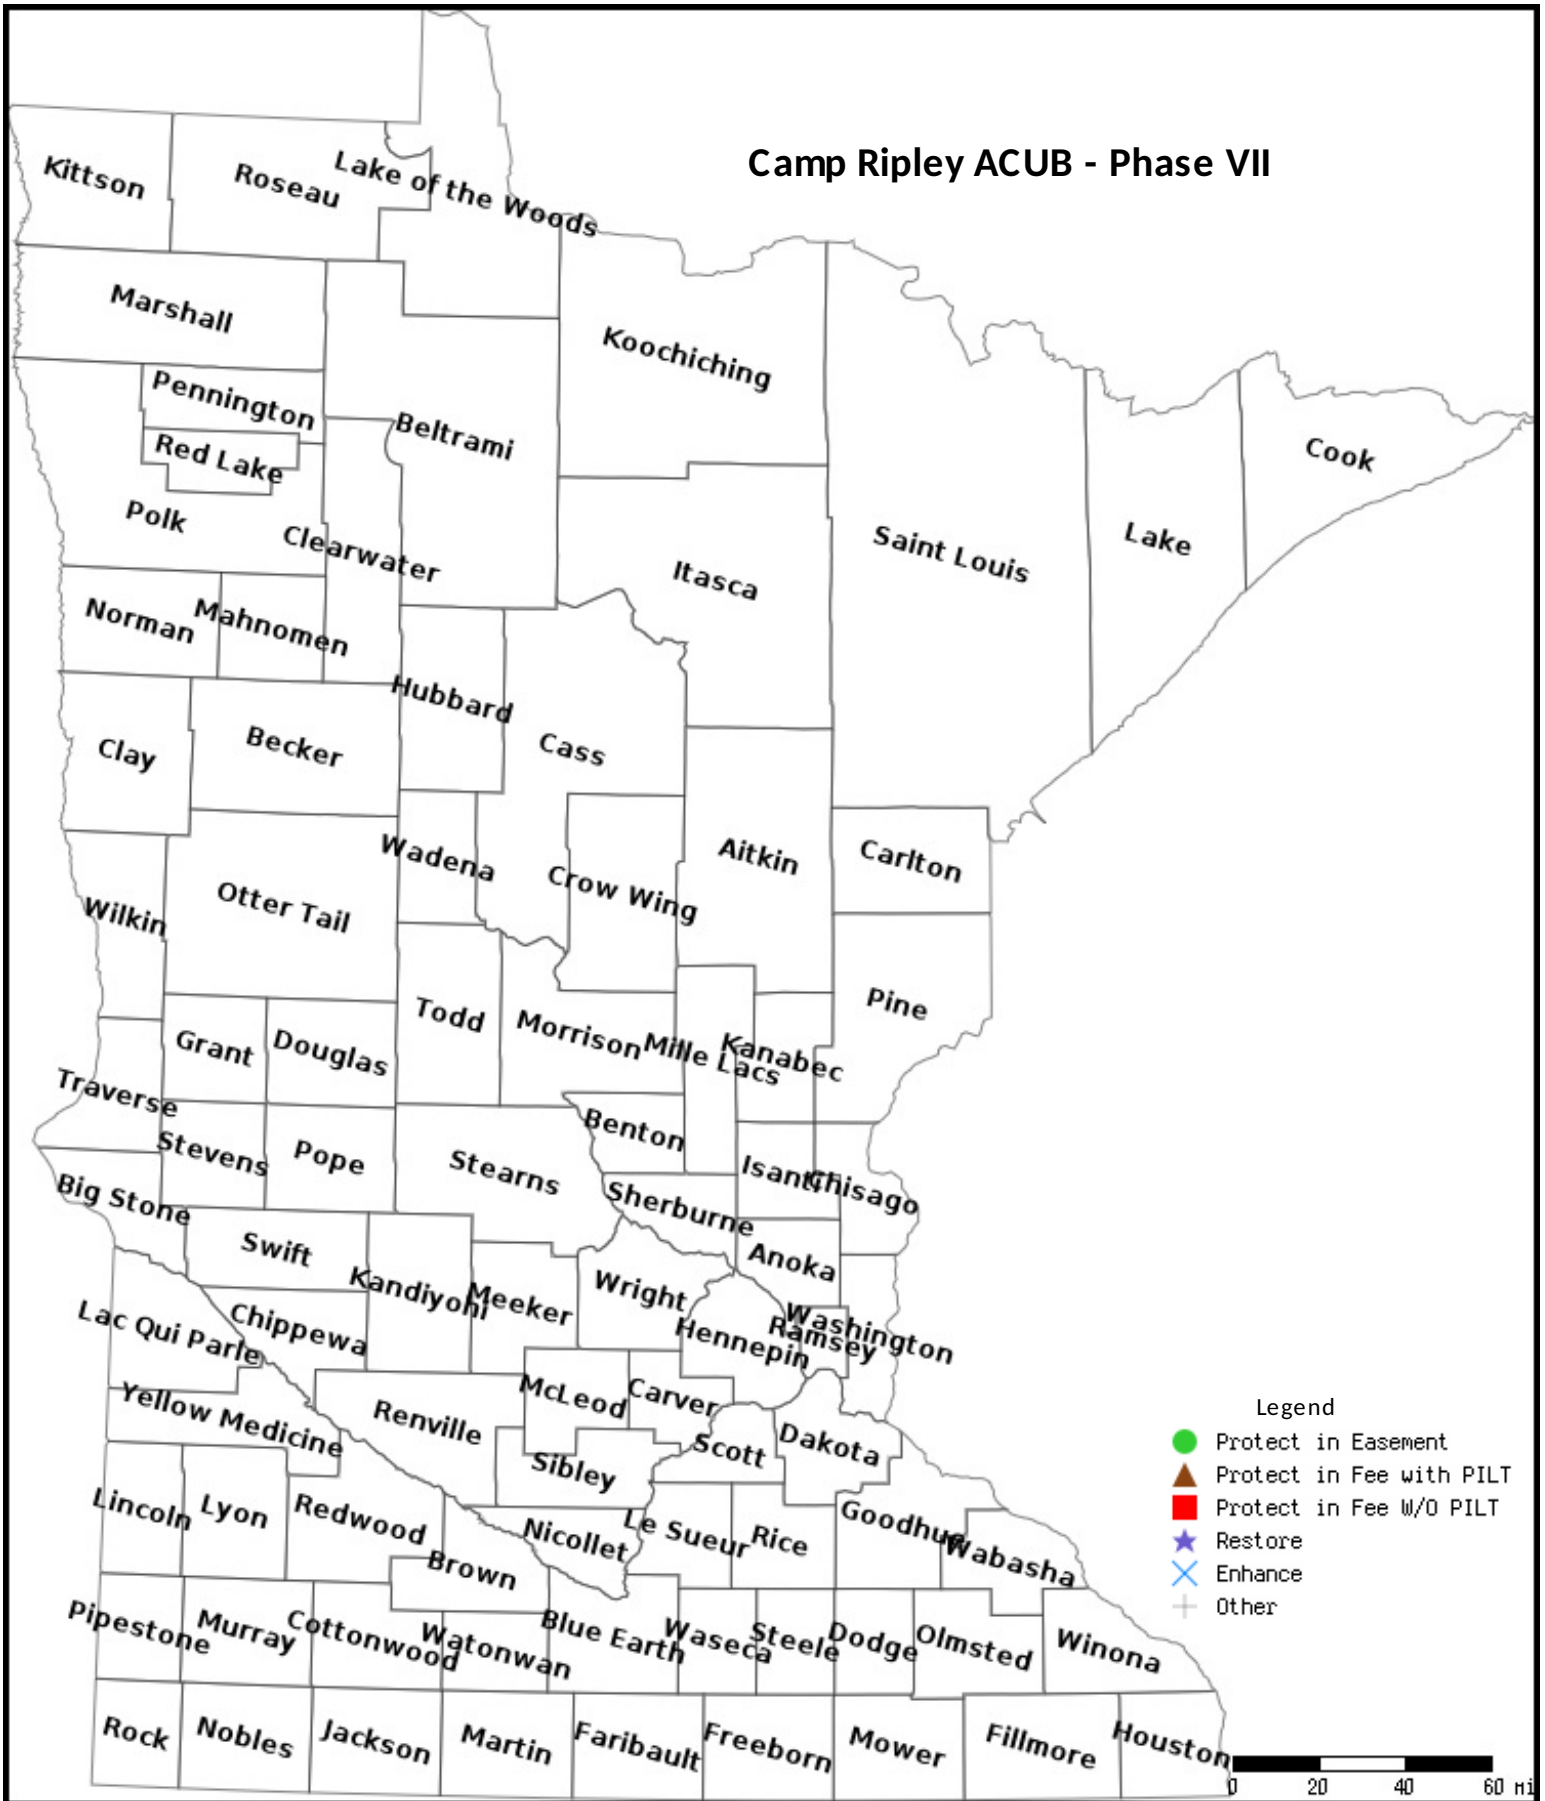 Camp Ripley ACUB - Phase VII
Kittson
Roseau
Lake of the Woods
Marshall
Koochiching
Pennington
Beltrami
Red Lake
Cook
Polk
Clearwater
Saint Louis
Lake
Itasca
Norman
Mahnomen
Hubbard
Clay
Becker
Cass
Wadena
Aitkin
Carlton
Crow Wing
Otter Tail
Wilkin
Pine
Todd
Morrison
Mille Lacs
Kanabec
Grant
Douglas
Traverse
Benton
Stevens
Pope
Stearns
Isanti
Chisago
Big Stone
Sherburne
Swift
Anoka
Kandiyohi
Meeker
Wright
Washington
Ramsey
Hennepin
Lac Qui Parle
Chippewa
McLeod
Carver
Yellow Medicine
Renville
Scott
Dakota
Sibley
Lincoln
Lyon
Redwood
Nicollet
Le Sueur
Rice
Goodhue
Wabasha
Brown
Pipestone
Murray
Cottonwood
Watonwan
Blue Earth
Waseca
Steele
Dodge
Olmsted
Winona
Rock
Nobles
Jackson
Martin
Faribault
Freeborn
Mower
Fillmore
Houston
Legend
Protect in Easement
Protect in Fee with PILT
Protect in Fee W/O PILT
Restore
Enhance
Other
0 20 40 60 mi